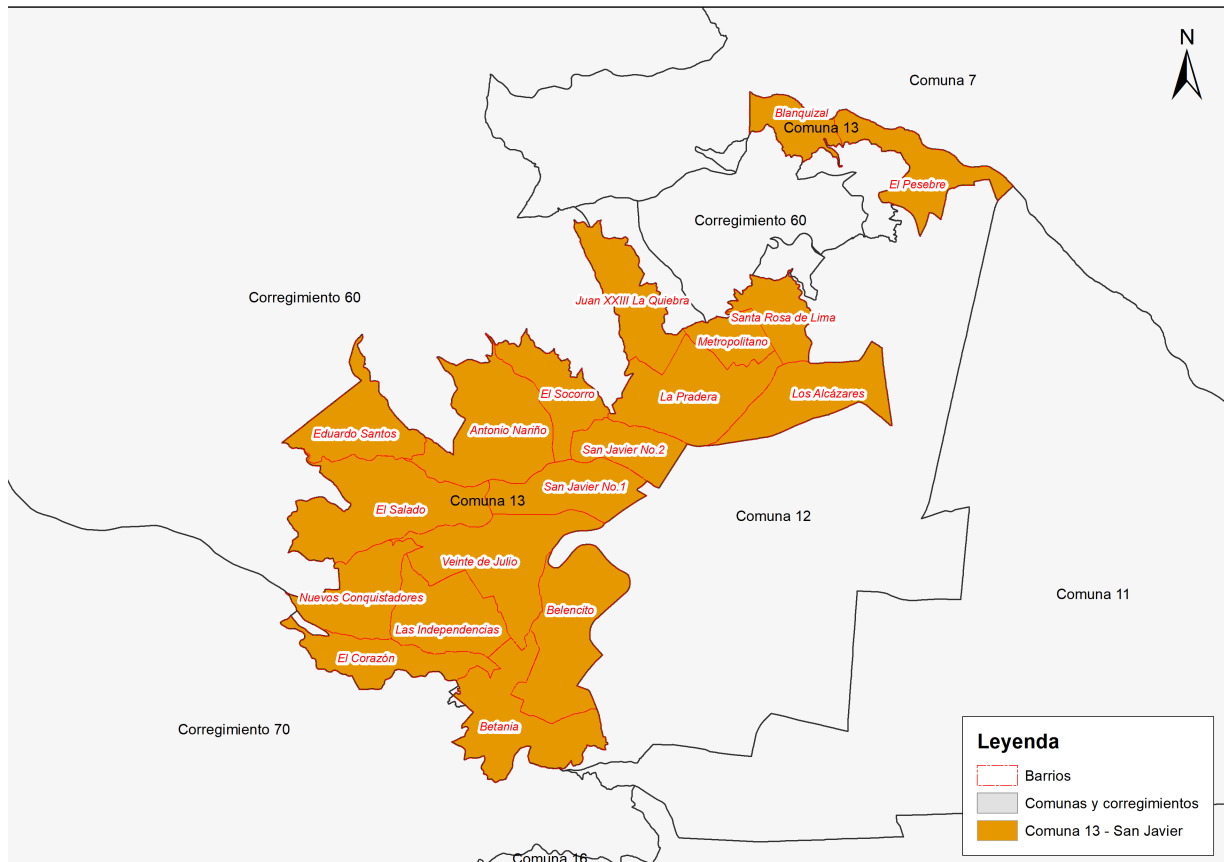 N
Comuna 7
Blanquizal
Comuna 13
El Pesebre
Corregimiento 60
Corregimiento 60
Juan XXIII La Quiebra
Santa Rosa de Lima
Metropolitano
El Socorro
La Pradera
Los Alcázares
Eduardo Santos
Antonio Nariño
San Javier No.2
San Javier No.1
Comuna 13
El Salado
Comuna 12
Veinte de Julio
Nuevos Conquistadores
Belencito
Comuna 11
Las Independencias
El Corazón
Betania
Corregimiento 70
Leyenda
Barrios
Comunas y corregimientos
Comuna 13 - San Javier
Comuna 16